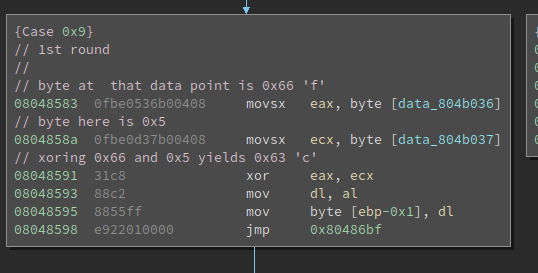 {Case 0x9}
// 1st round
//
// byte at  that data point is 0x66 'f'
08048583  0fbe0536b00408      movsx   eax, byte [data_804b036]
// byte here is 0x5
0804858a  0fbe0d37b00408      movsx   ecx, byte [data_804b037]
// xoring 0x66 and 0x5 yields 0x63 'c'
08048591  31c8                xor     eax, ecx
08048593  88c2                mov     dl, al
08048595  8855ff              mov     byte [ebp-0x1], dl
08048598  e922010000          jmp     0x80486bf